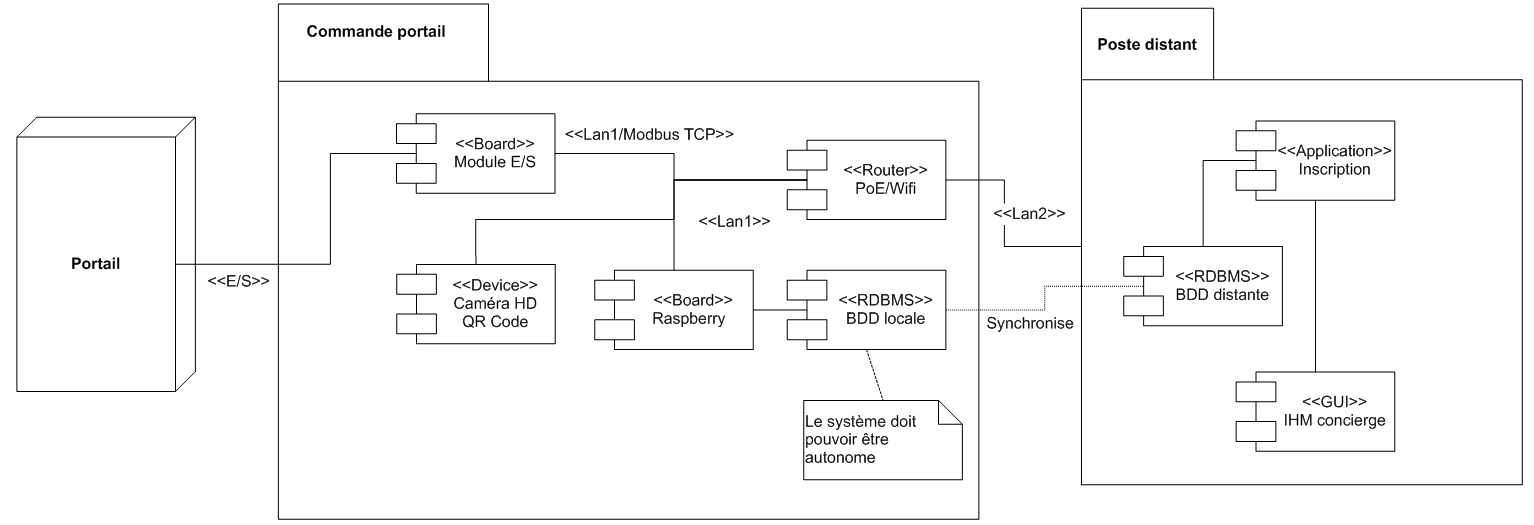 Commande portail
Poste distant
Portail
<<E/S>>
<<Board>>
Module E/S
<<Lan1/Modbus TCP>>
<<Router>>
PoE/Wifi
<<Lan1>>
<<Lan2>>
<<Device>>
Caméra HD
QR Code
<<Board>>
Raspberry
<<RDBMS>>
BDD locale
Synchronise
Le système doit
pouvoir être
autonome
<<Application>>
Inscription
<<RDBMS>>
BDD distante
<<GUI>>
IHM concierge